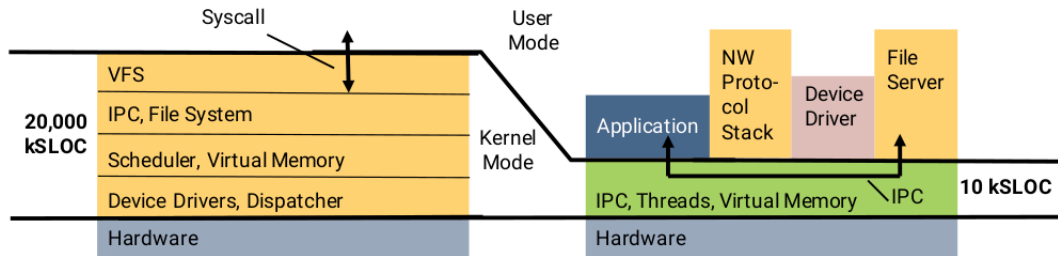 Syscall
User
Mode
VFS
IPC, File System
20,000
kSLOC
Scheduler, Virtual Memory
Device Drivers, Dispatcher
Hardware
Kernel
Mode
Application
NW
Proto-
col
Stack
Device
Driver
File
Server
IPC, Threads, Virtual Memory
IPC
10 kSLOC
Hardware